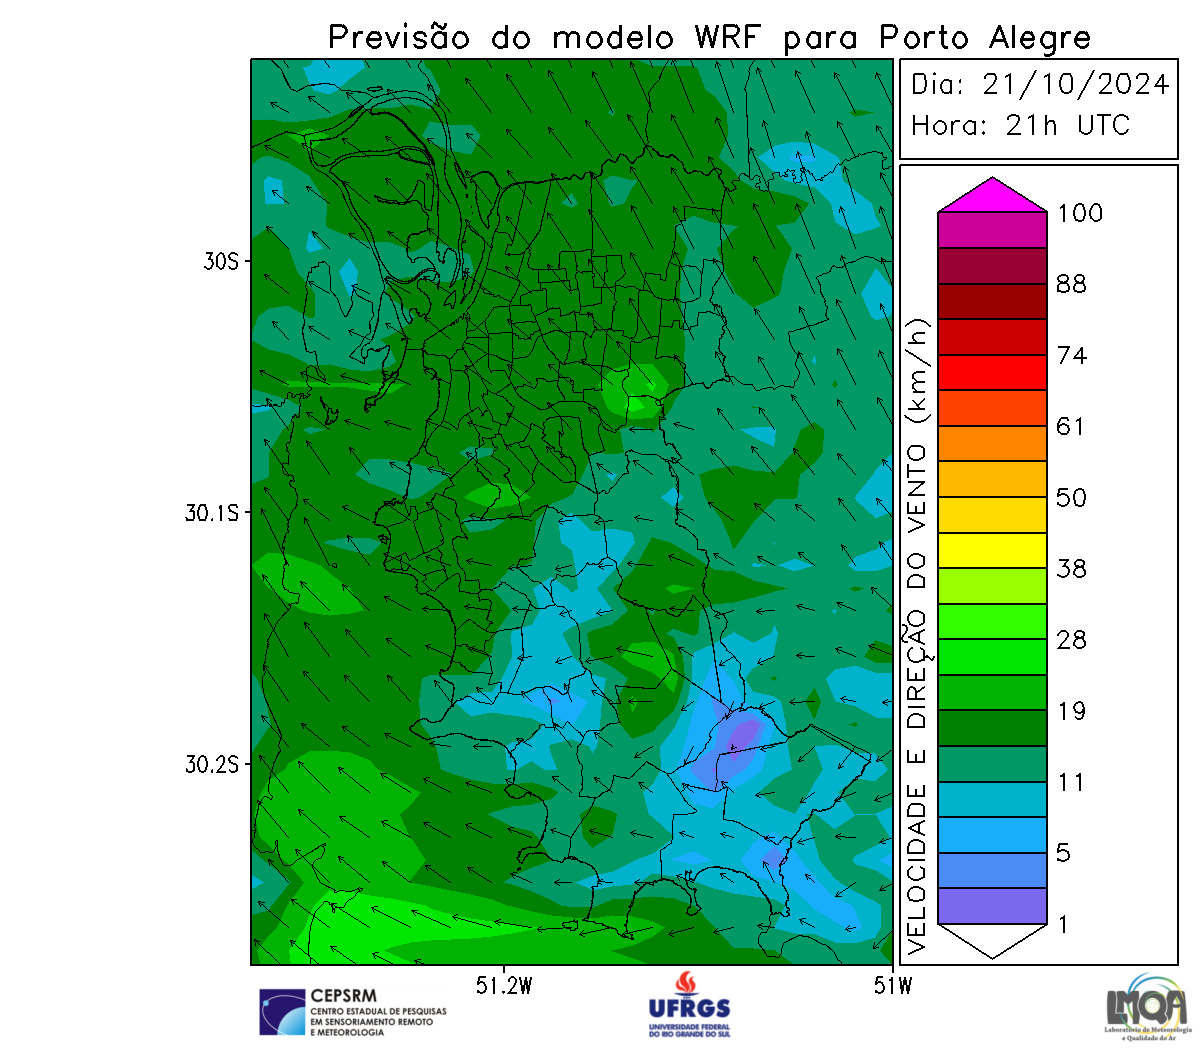 Previsão do modelo WRF para Porto Alegre
Dia: 21/10/2024
Hora: 21h UTC
30S
30.1S
30.2S
51.2W
51W
VELOCIDADE E DIREÇÃO DO VENTO (km/h)
100
88
74
61
50
38
28
19
11
5
1
CEPSRM
CENTRO ESTADUAL DE PESQUISAS
EM SENSORIAMENTO REMOTO
E METEOROLOGIA
UFRGS
UNIVERSIDADE FEDERAL
DO RIO GRANDE DO SUL
LMQA
Laboratório de Meteorologia
e Qualidade do Ar